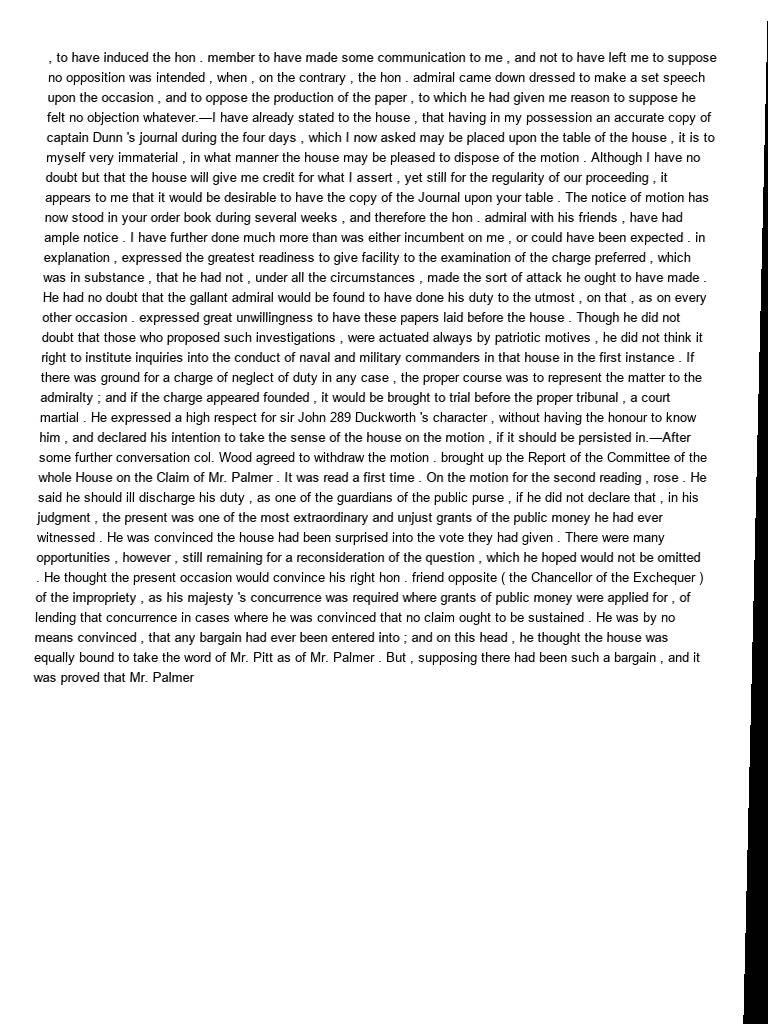 , to have induced the hon . member to have made some communication to me , and not to have left me to suppose
no opposition was intended , when , on the contrary , the hon . admiral came down dressed to make a set speech
upon the occasion , and to oppose the production of the paper , to which he had given me reason to suppose he
felt no objection whatever.—I have already stated to the house , that having in my possession an accurate copy of
captain Dunn 's journal during the four days , which I now asked may be placed upon the table of the house , it is to
myself very immaterial , in what manner the house may be pleased to dispose of the motion . Although I have no
doubt but that the house will give me credit for what I assert , yet still for the regularity of our proceeding , it
appears to me that it would be desirable to have the copy of the Journal upon your table . The notice of motion has
now stood in your order book during several weeks , and therefore the hon . admiral with his friends , have had
ample notice . I have further done much more than was either incumbent on me , or could have been expected . in
explanation , expressed the greatest readiness to give facility to the examination of the charge preferred , which
was in substance , that he had not , under all the circumstances , made the sort of attack he ought to have made .
He had no doubt that the gallant admiral would be found to have done his duty to the utmost , on that , as on every
other occasion . expressed great unwillingness to have these papers laid before the house . Though he did not
doubt that those who proposed such investigations , were actuated always by patriotic motives , he did not think it
right to institute inquiries into the conduct of naval and military commanders in that house in the first instance . If
there was ground for a charge of neglect of duty in any case , the proper course was to represent the matter to the
admiralty ; and if the charge appeared founded , it would be brought to trial before the proper tribunal , a court
martial . He expressed a high respect for sir John 289 Duckworth 's character , without having the honour to know
him , and declared his intention to take the sense of the house on the motion , if it should be persisted in.—After
some further conversation col. Wood agreed to withdraw the motion . brought up the Report of the Committee of the
whole House on the Claim of Mr. Palmer . It was read a first time . On the motion for the second reading , rose . He
said he should ill discharge his duty , as one of the guardians of the public purse , if he did not declare that , in his
judgment , the present was one of the most extraordinary and unjust grants of the public money he had ever
witnessed . He was convinced the house had been surprised into the vote they had given . There were many
opportunities , however , still remaining for a reconsideration of the question , which he hoped would not be omitted
. He thought the present occasion would convince his right hon . friend opposite ( the Chancellor of the Exchequer )
of the impropriety , as his majesty 's concurrence was required where grants of public money were applied for , of
lending that concurrence in cases where he was convinced that no claim ought to be sustained . He was by no
means convinced , that any bargain had ever been entered into ; and on this head , he thought the house was
equally bound to take the word of Mr. Pitt as of Mr. Palmer . But , supposing there had been such a bargain , and it
was proved that Mr. Palmer